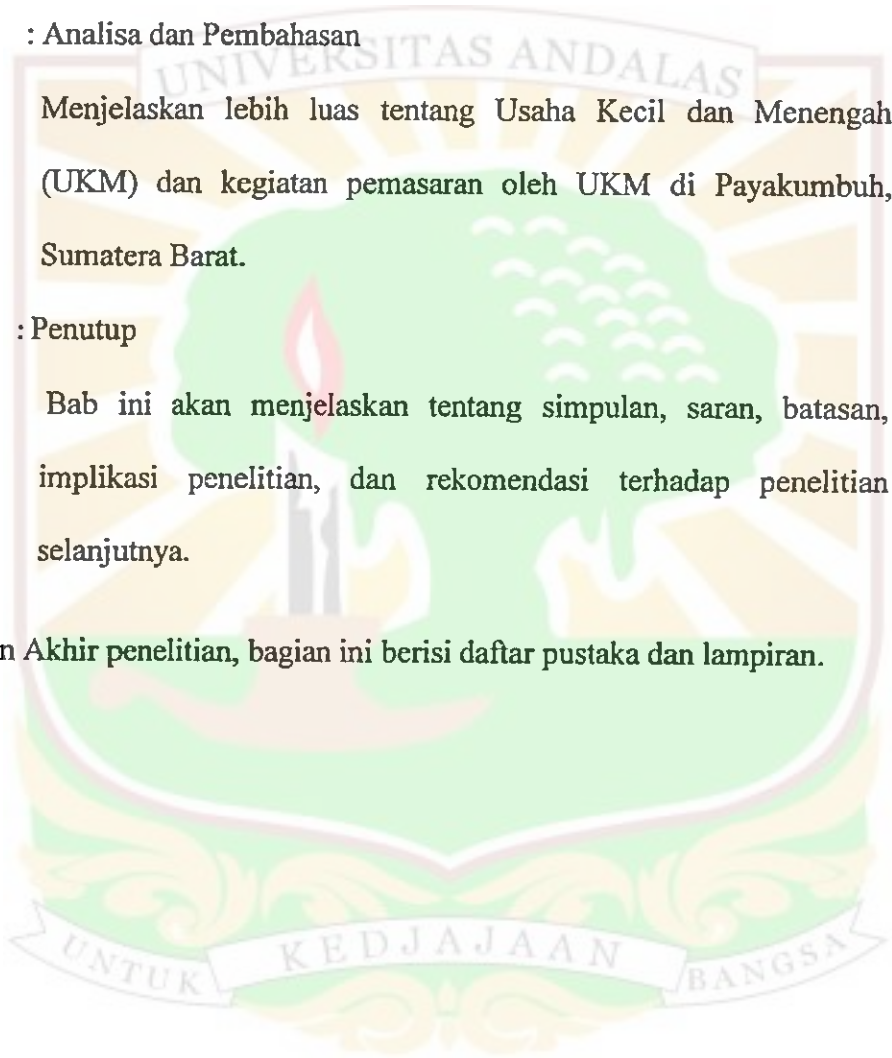 : Analisa dan Pembahasan
UNIVERSITAS ANDALAS
Menjelaskan lebih luas tentang Usaha Kecil dan Menengah
(UKM) dan kegiatan pemasaran oleh UKM di Payakumbuh,
Sumatera Barat.
: Penutup
Bab ini akan menjelaskan tentang simpulan, saran, batasan,
implikasi penelitian, dan rekomendasi terhadap penelitian
selanjutnya.
n Akhir penelitian, bagian ini berisi daftar pustaka dan lampiran.
UNTUK KEDJAJAAN BANGSA